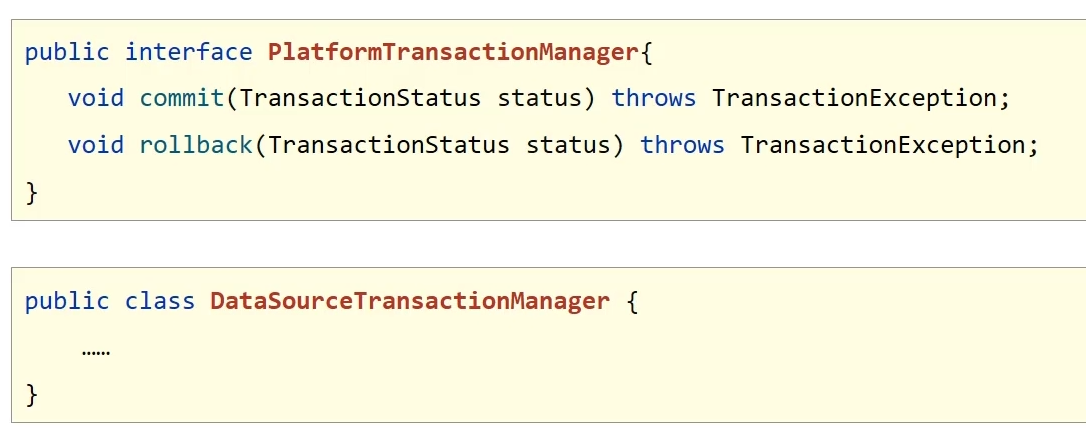 public interface PlatformTransactionManager{
void commit(TransactionStatus status) throws TransactionException;
void rollback(TransactionStatus status) throws TransactionException;
}
public class DataSourceTransactionManager {
……
}